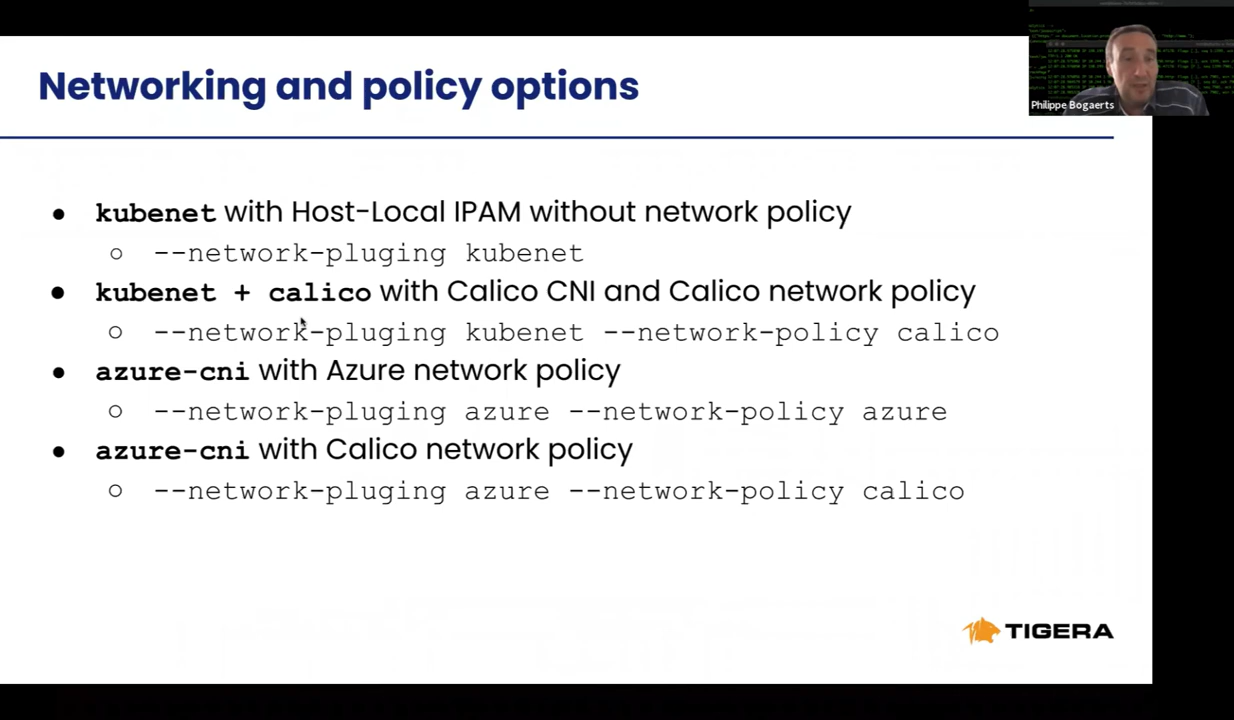 Networking and policy options
Philippe Bogaerts
● kubenet with Host-Local IPAM without network policy
○ --network-pluging kubenet
● kubenet + calico with Calico CNI and Calico network policy
○ --network-pluging kubenet --network-policy calico
● azure-cni with Azure network policy
○ --network-pluging azure --network-policy azure
● azure-cni with Calico network policy
○ --network-pluging azure --network-policy calico
TIGERA